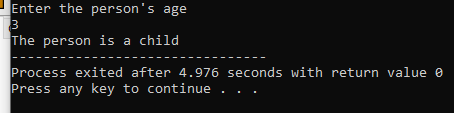 Enter the person's age
3
The person is a child
--------------------------------
Process exited after 4.976 seconds with return value 0
Press any key to continue . . .